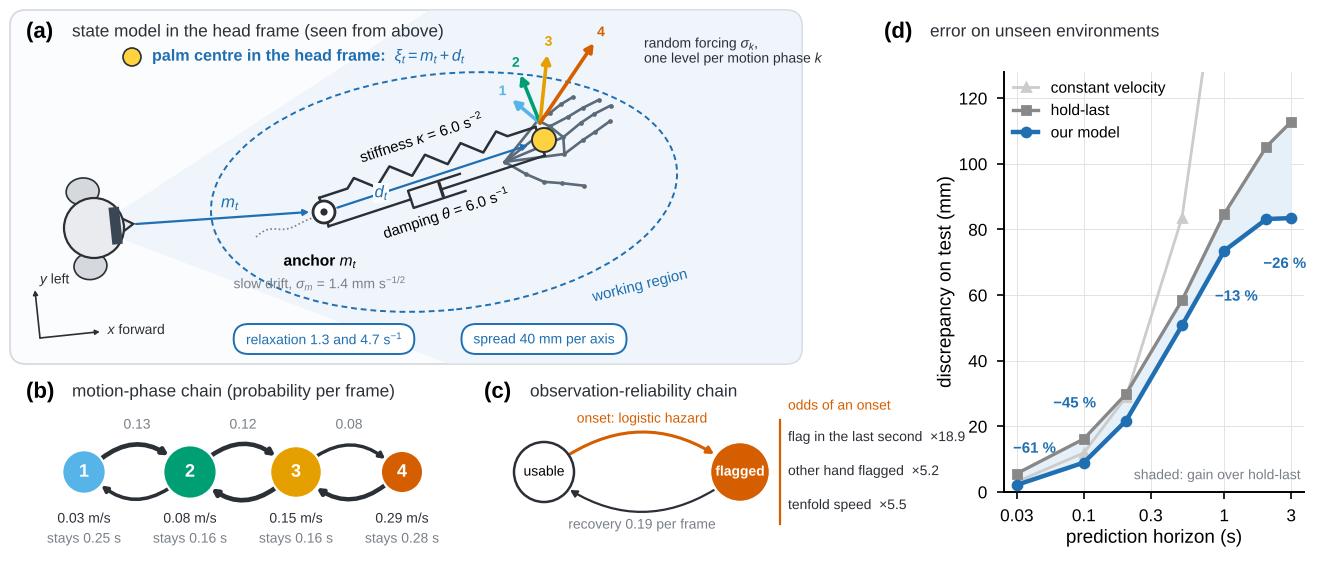 (a) state model in the head frame (seen from above)
palm centre in the head frame: ξt = mt + dt
1
2
3
4
random forcing σk,
one level per motion phase k
stiffness κ = 6.0 s−2
dt
damping θ = 6.0 s−1
mt
anchor mt
slow drift, σm = 1.4 mm s−1/2
working region
y left
x forward
relaxation 1.3 and 4.7 s−1
spread 40 mm per axis
(b) motion-phase chain (probability per frame)
0.13
0.12
0.08
1
2
3
4
0.03 m/s
0.08 m/s
0.15 m/s
0.29 m/s
stays 0.25 s
stays 0.16 s
stays 0.16 s
stays 0.28 s
(c) observation-reliability chain
onset: logistic hazard
usable
flagged
recovery 0.19 per frame
odds of an onset
flag in the last second ×18.9
other hand flagged ×5.2
tenfold speed ×5.5
(d) error on unseen environments
constant velocity
hold-last
our model
discrepancy on test (mm)
120
100
80
60
40
20
0
−61 %
−45 %
−13 %
−26 %
shaded: gain over hold-last
0.03
0.1
0.3
1
3
prediction horizon (s)